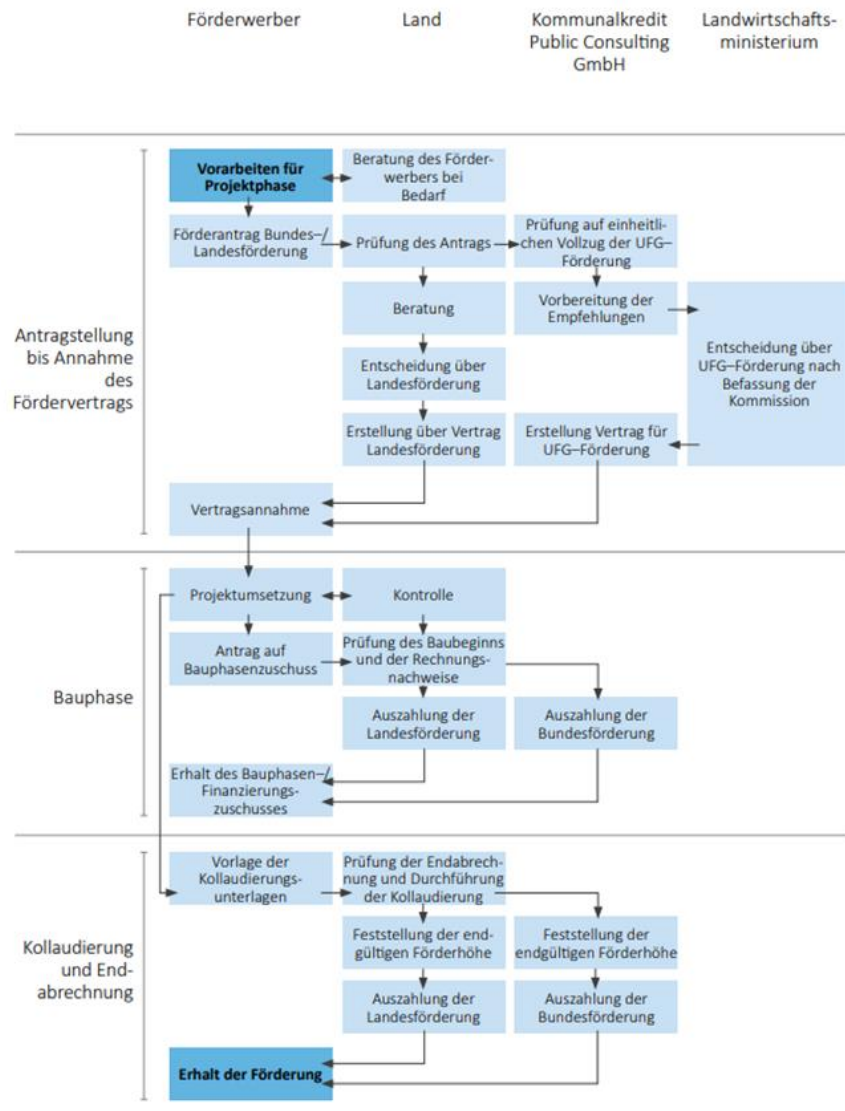 Förderwerber
Land
Kommunalkredit
Public Consulting
GmbH
Landwirtschafts-
ministerium
Antragstellung
bis Annahme
des
Fördervertrags
Vorarbeiten für
Projektphase
Beratung des Förder-
werbers bei
Bedarf
Förderantrag Bundes–/
Landesförderung
Prüfung des Antrags
Prüfung auf einheitli-
chen Vollzug der UFG–
Förderung
Beratung
Vorbereitung der
Empfehlungen
Entscheidung über
UFG–Förderung nach
Befassung der
Kommission
Entscheidung über
Landesförderung
Erstellung über Vertrag
Landesförderung
Erstellung Vertrag für
UFG–Förderung
Vertragsannahme
Bauphase
Projektumsetzung
Kontrolle
Antrag auf
Bauphasenzuschuss
Prüfung des Baubeginns
und der Rechnungs-
nachweise
Auszahlung der
Landesförderung
Auszahlung der
Bundesförderung
Erhalt des Bauphasen–/
Finanzierungs-
zuschusses
Kollaudierung
und End-
abrechnung
Vorlage der
Kollaudierungs-
unterlagen
Prüfung der Endabrech-
nung und Durchführung
der Kollaudierung
Feststellung der end-
gültigen Förderhöhe
Feststellung der
endgültigen Förderhöhe
Auszahlung der
Landesförderung
Auszahlung der
Bundesförderung
Erhalt der Förderung